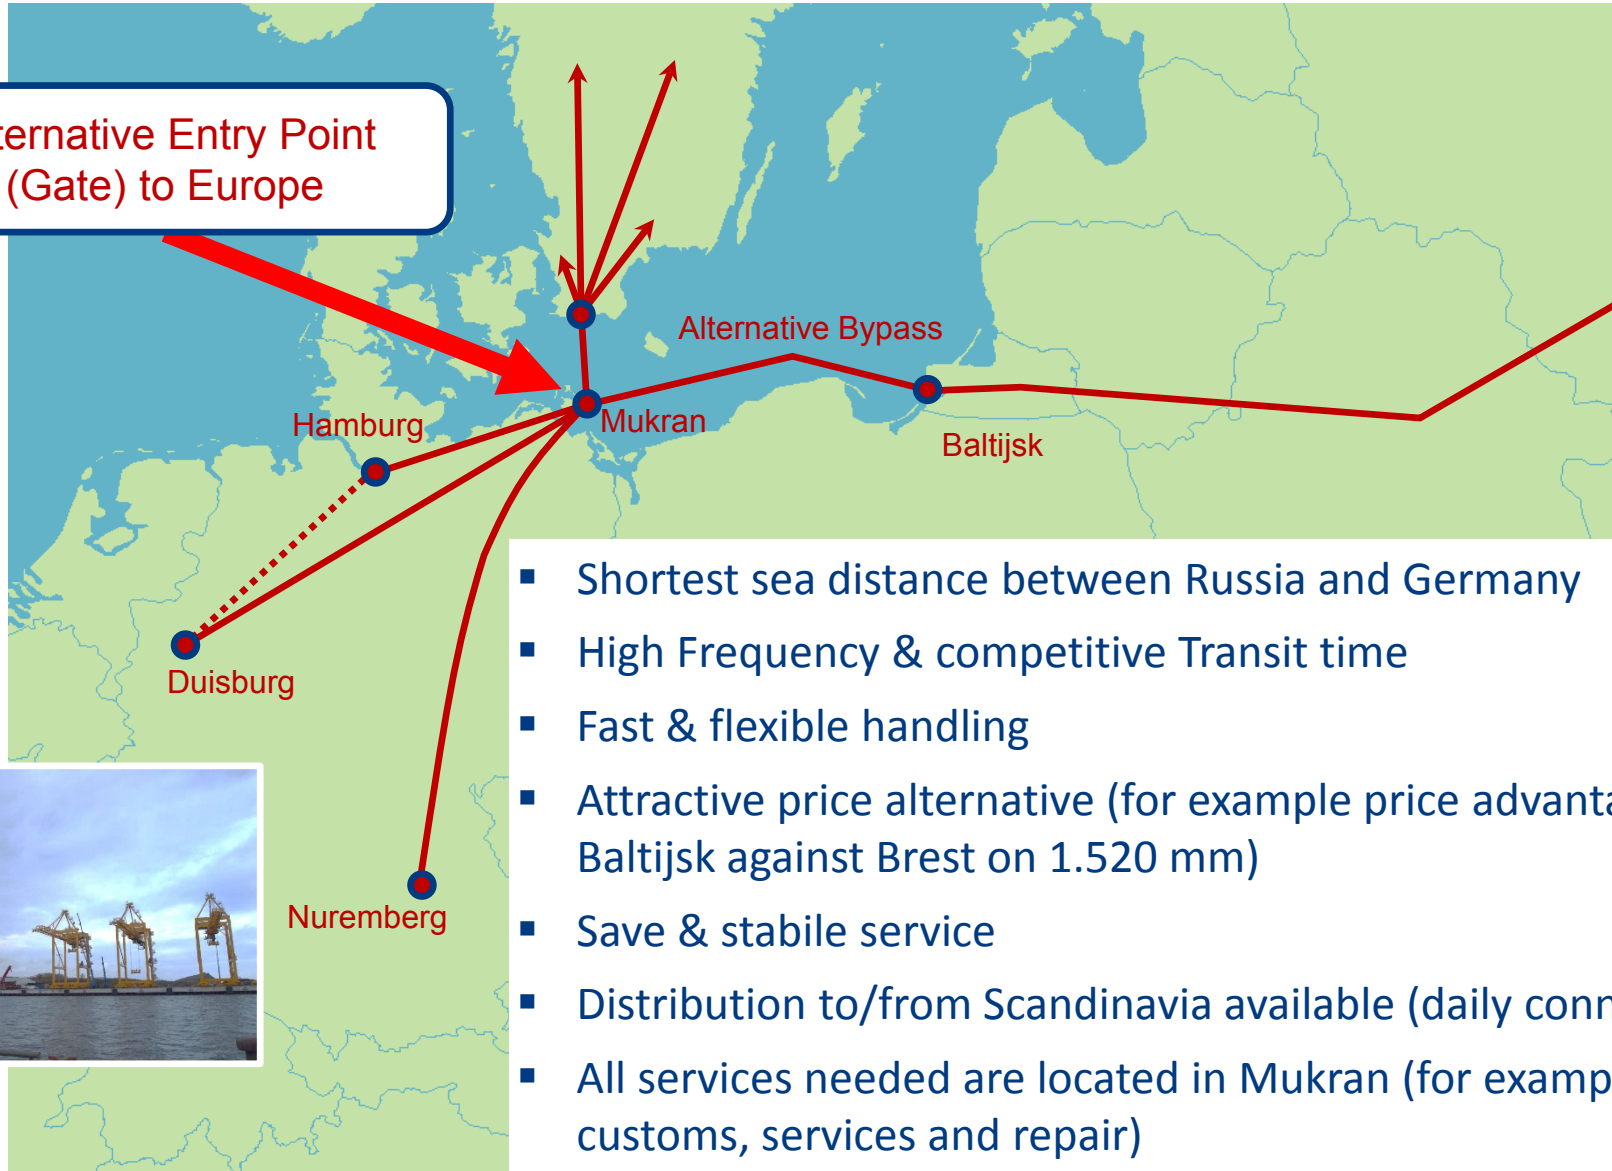 ternative Entry Point
(Gate) to Europe
Alternative Bypass
Hamburg
Mukran
Baltijsk
Duisburg
Nuremberg
▪ Shortest sea distance between Russia and Germany
▪ High Frequency & competitive Transit time
▪ Fast & flexible handling
▪ Attractive price alternative (for example price advanta
Baltijsk against Brest on 1.520 mm)
▪ Save & stabile service
▪ Distribution to/from Scandinavia available (daily conn
▪ All services needed are located in Mukran (for examp
customs, services and repair)